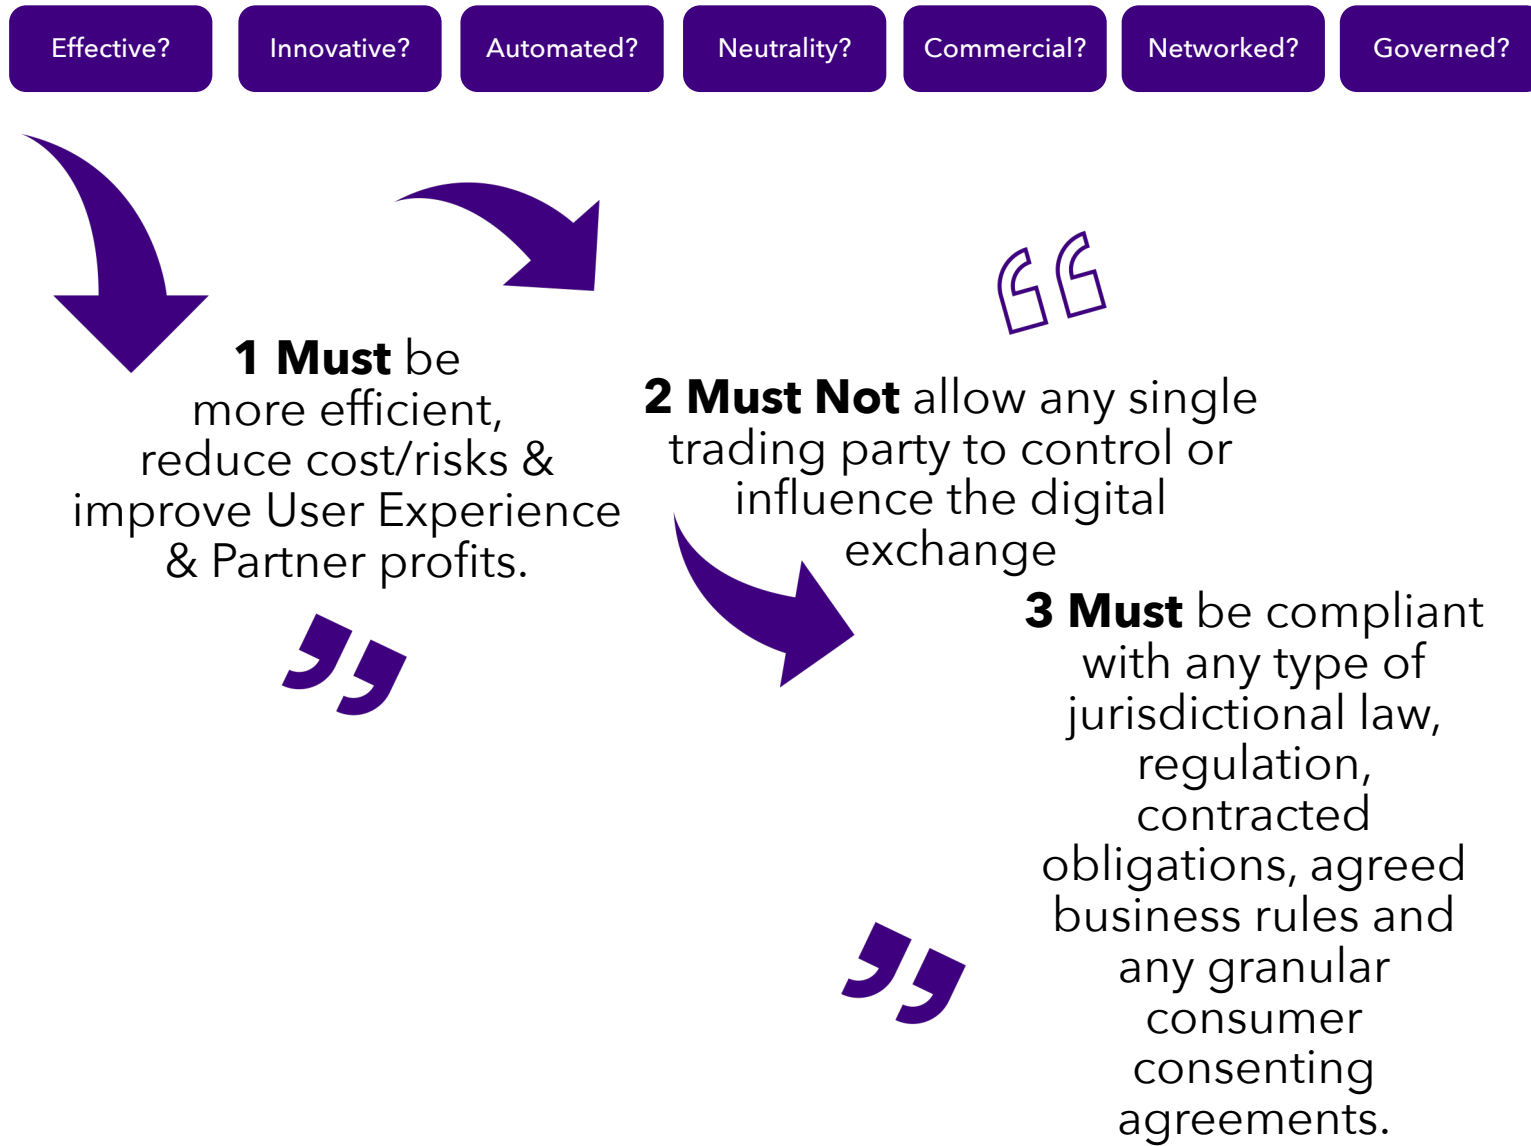 Effective?
Innovative?
Automated?
Neutrality?
Commercial?
Networked?
Governed?
1 Must be
more efficient,
reduce cost/risks &
improve User Experience
& Partner profits.
2 Must Not allow any single
trading party to control or
influence the digital
exchange
3 Must be compliant
with any type of
jurisdictional law,
regulation,
contracted
obligations, agreed
business rules and
any granular
consumer
consenting
agreements.